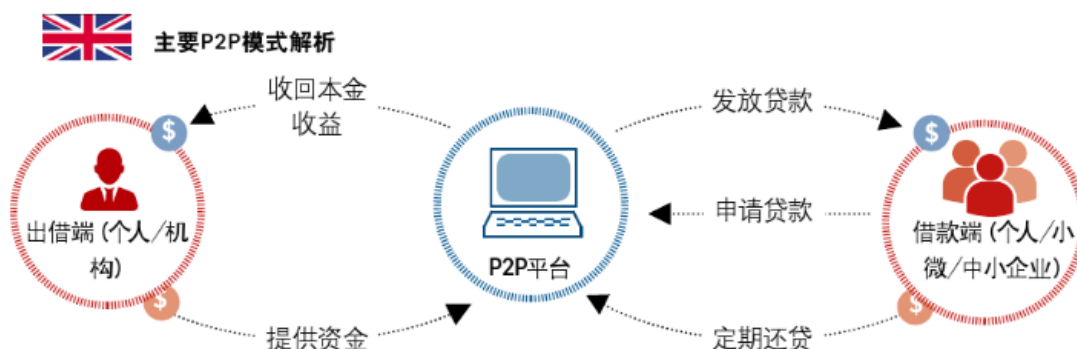 主要P2P模式解析
收回本金
收益
发放贷款
$
$
出借端 (个人/机
构)
P2P平台
申请贷款
借款端 (个人/小
微/中小企业)
$
$
提供资金
定期还贷